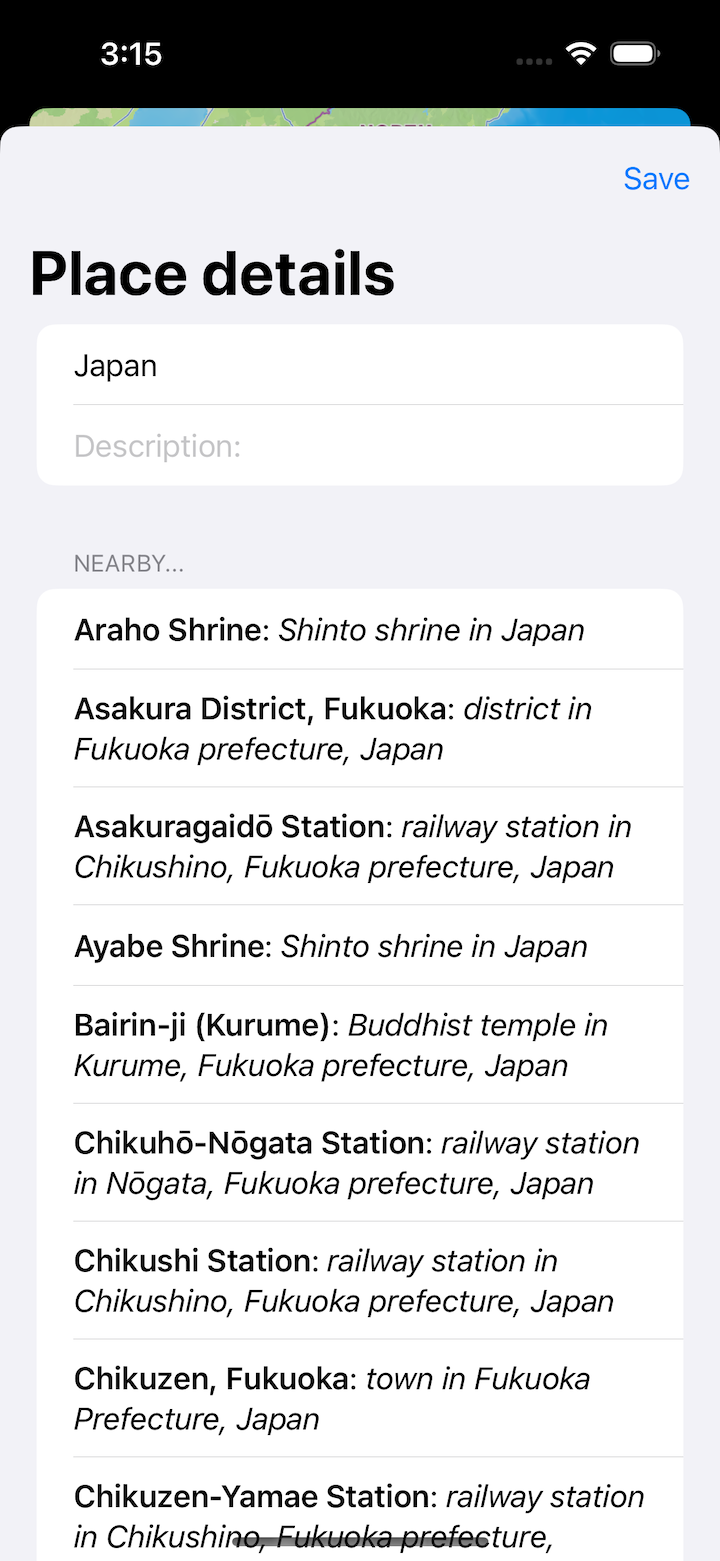 3:15
Save
Place details
Japan
Description:
NEARBY...
Araho Shrine: Shinto shrine in Japan
Asakura District, Fukuoka: district in
Fukuoka prefecture, Japan
Asakuragaidō Station: railway station in
Chikushino, Fukuoka prefecture, Japan
Ayabe Shrine: Shinto shrine in Japan
Bairin-ji (Kurume): Buddhist temple in
Kurume, Fukuoka prefecture, Japan
Chikuhō-Nōgata Station: railway station
in Nōgata, Fukuoka prefecture, Japan
Chikushi Station: railway station in
Chikushino, Fukuoka prefecture, Japan
Chikuzen, Fukuoka: town in Fukuoka
Prefecture, Japan
Chikuzen-Yamae Station: railway station
in Chikushino, Fukuoka prefecture,